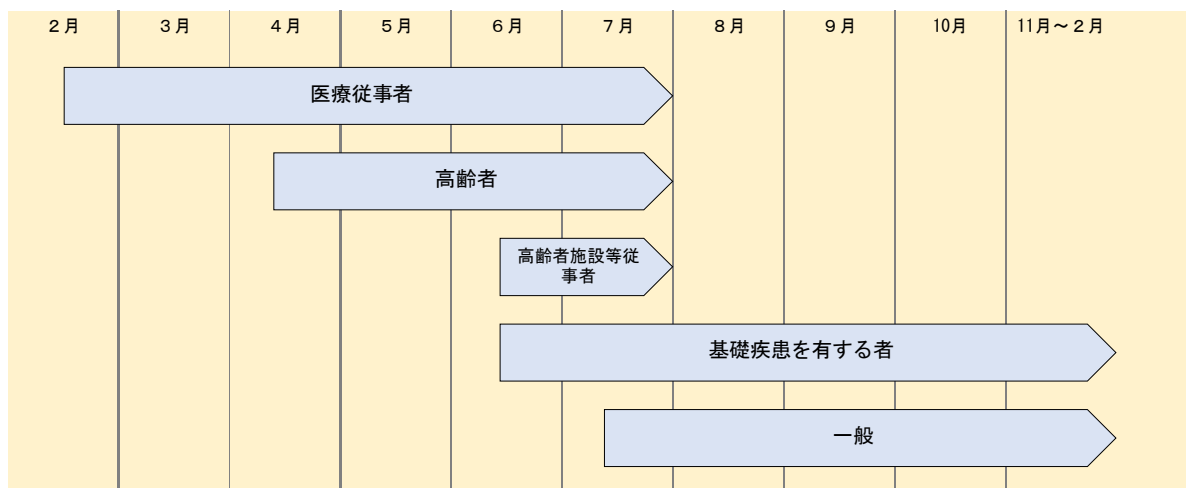 ２月 ３月 ４月 ５月 ６月 ７月 ８月 ９月 10月 11月～２月
医療従事者
高齢者
高齢者施設等従
事者
基礎疾患を有する者
一般